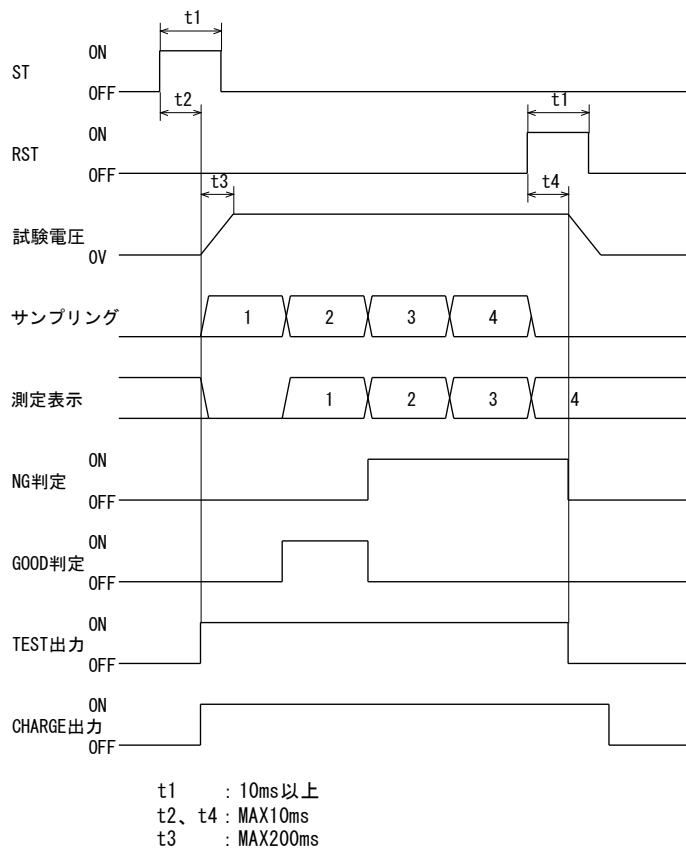 t1
ON
ST
OFF
t2
t1
ON
RST
OFF
t3
t4
試験電圧
0V
サンプリング
1
2
3
4
測定表示
1
2
3
4
ON
NG判定
OFF
ON
GOOD判定
OFF
ON
TEST出力
OFF
ON
CHARGE出力
OFF
t1 : 10ms以上
t2、t4 : MAX10ms
t3 : MAX200ms